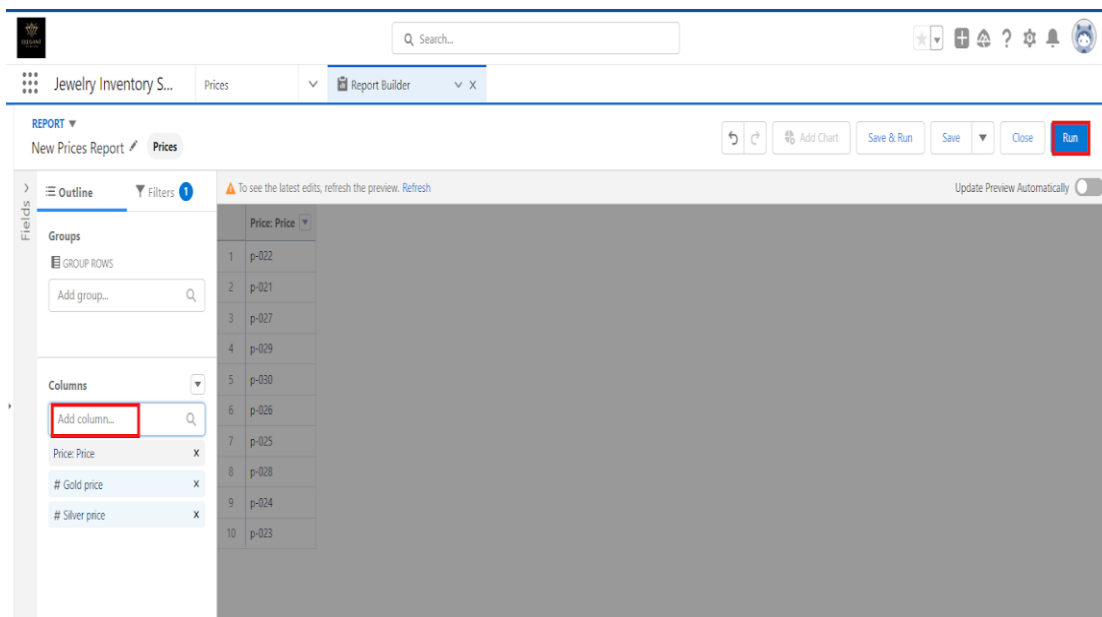 ELEGANT
Search...
Jewelry Inventory S...
Prices
Report Builder
X
REPORT
New Prices Report
Prices
Add Chart
Save & Run
Save
Close
Run
Fields
Outline
Filters 1
To see the latest edits, refresh the preview. Refresh
Update Preview Automatically
Groups
GROUP ROWS
Add group...
Columns
Add column...
Price: Price x
# Gold price x
# Silver price x
Price: Price
1 p-022
2 p-021
3 p-027
4 p-029
5 p-030
6 p-026
7 p-025
8 p-028
9 p-024
10 p-023